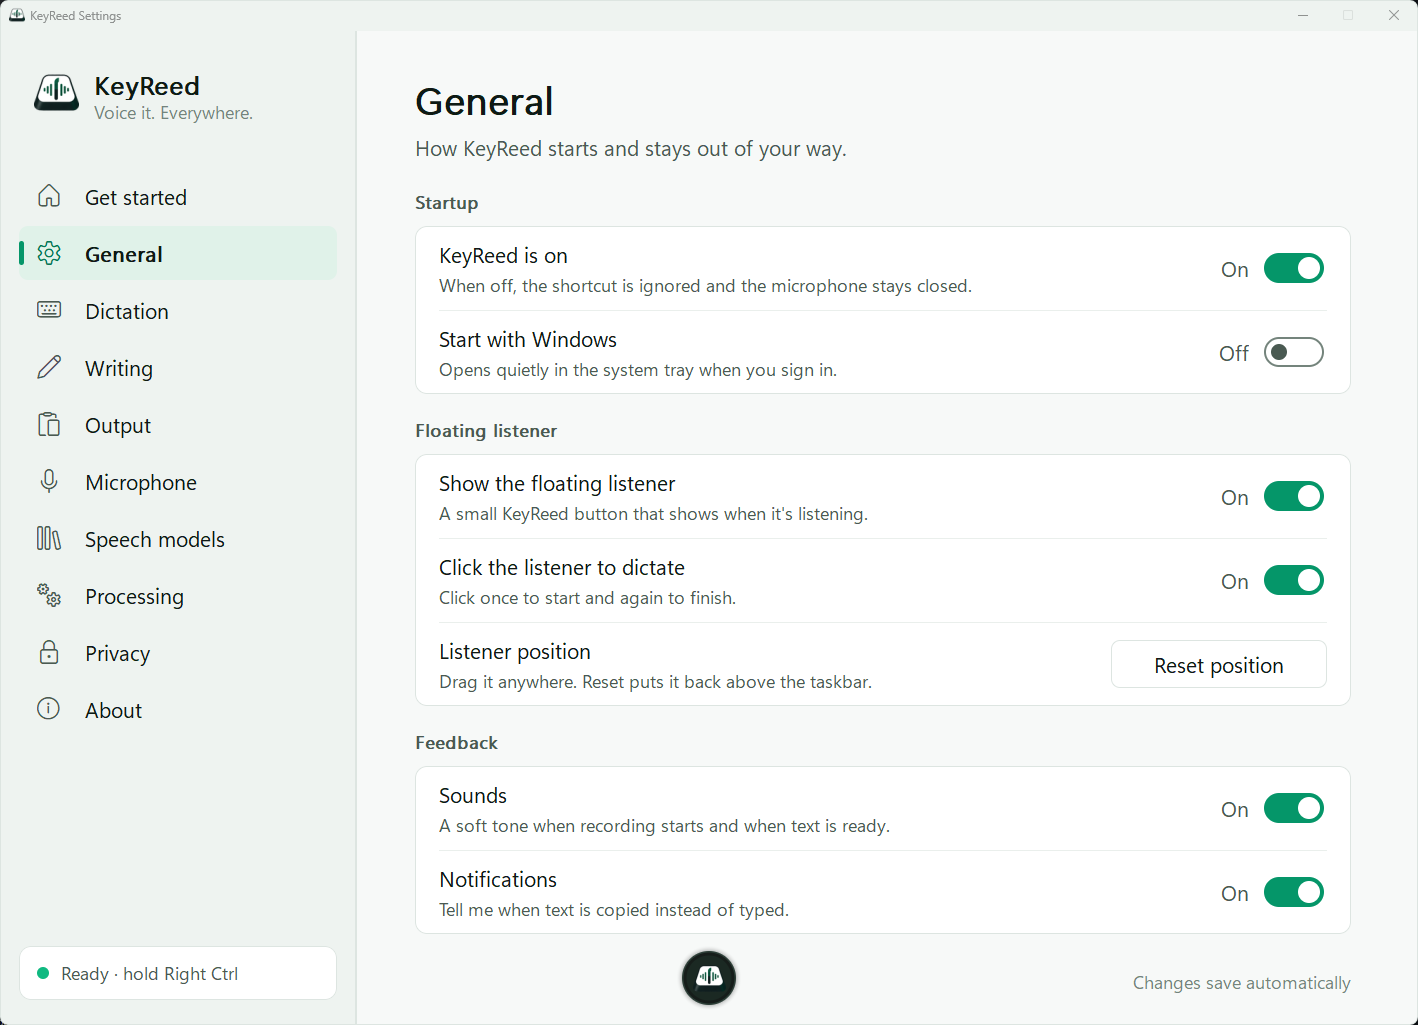 KeyReed Settings
KeyReed
Voice it. Everywhere.
Get started
General
Dictation
Writing
Output
Microphone
Speech models
Processing
Privacy
About
Ready · hold Right Ctrl
General
How KeyReed starts and stays out of your way.
Startup
KeyReed is on
When off, the shortcut is ignored and the microphone stays closed.
On
Start with Windows
Opens quietly in the system tray when you sign in.
Off
Floating listener
Show the floating listener
A small KeyReed button that shows when it's listening.
On
Click the listener to dictate
Click once to start and again to finish.
On
Listener position
Drag it anywhere. Reset puts it back above the taskbar.
Reset position
Feedback
Sounds
A soft tone when recording starts and when text is ready.
On
Notifications
Tell me when text is copied instead of typed.
On
Changes save automatically